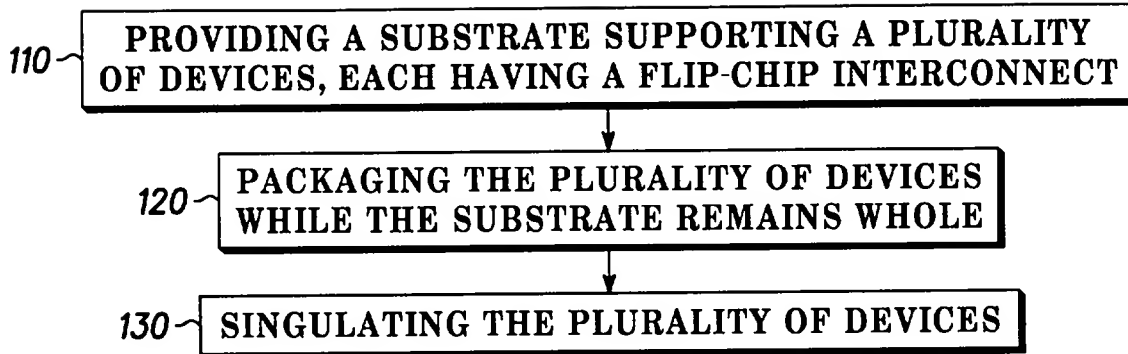 110
PROVIDING A SUBSTRATE SUPPORTING A PLURALITY
OF DEVICES, EACH HAVING A FLIP-CHIP INTERCONNECT
120
PACKAGING THE PLURALITY OF DEVICES
WHILE THE SUBSTRATE REMAINS WHOLE
130
SINGULATING THE PLURALITY OF DEVICES